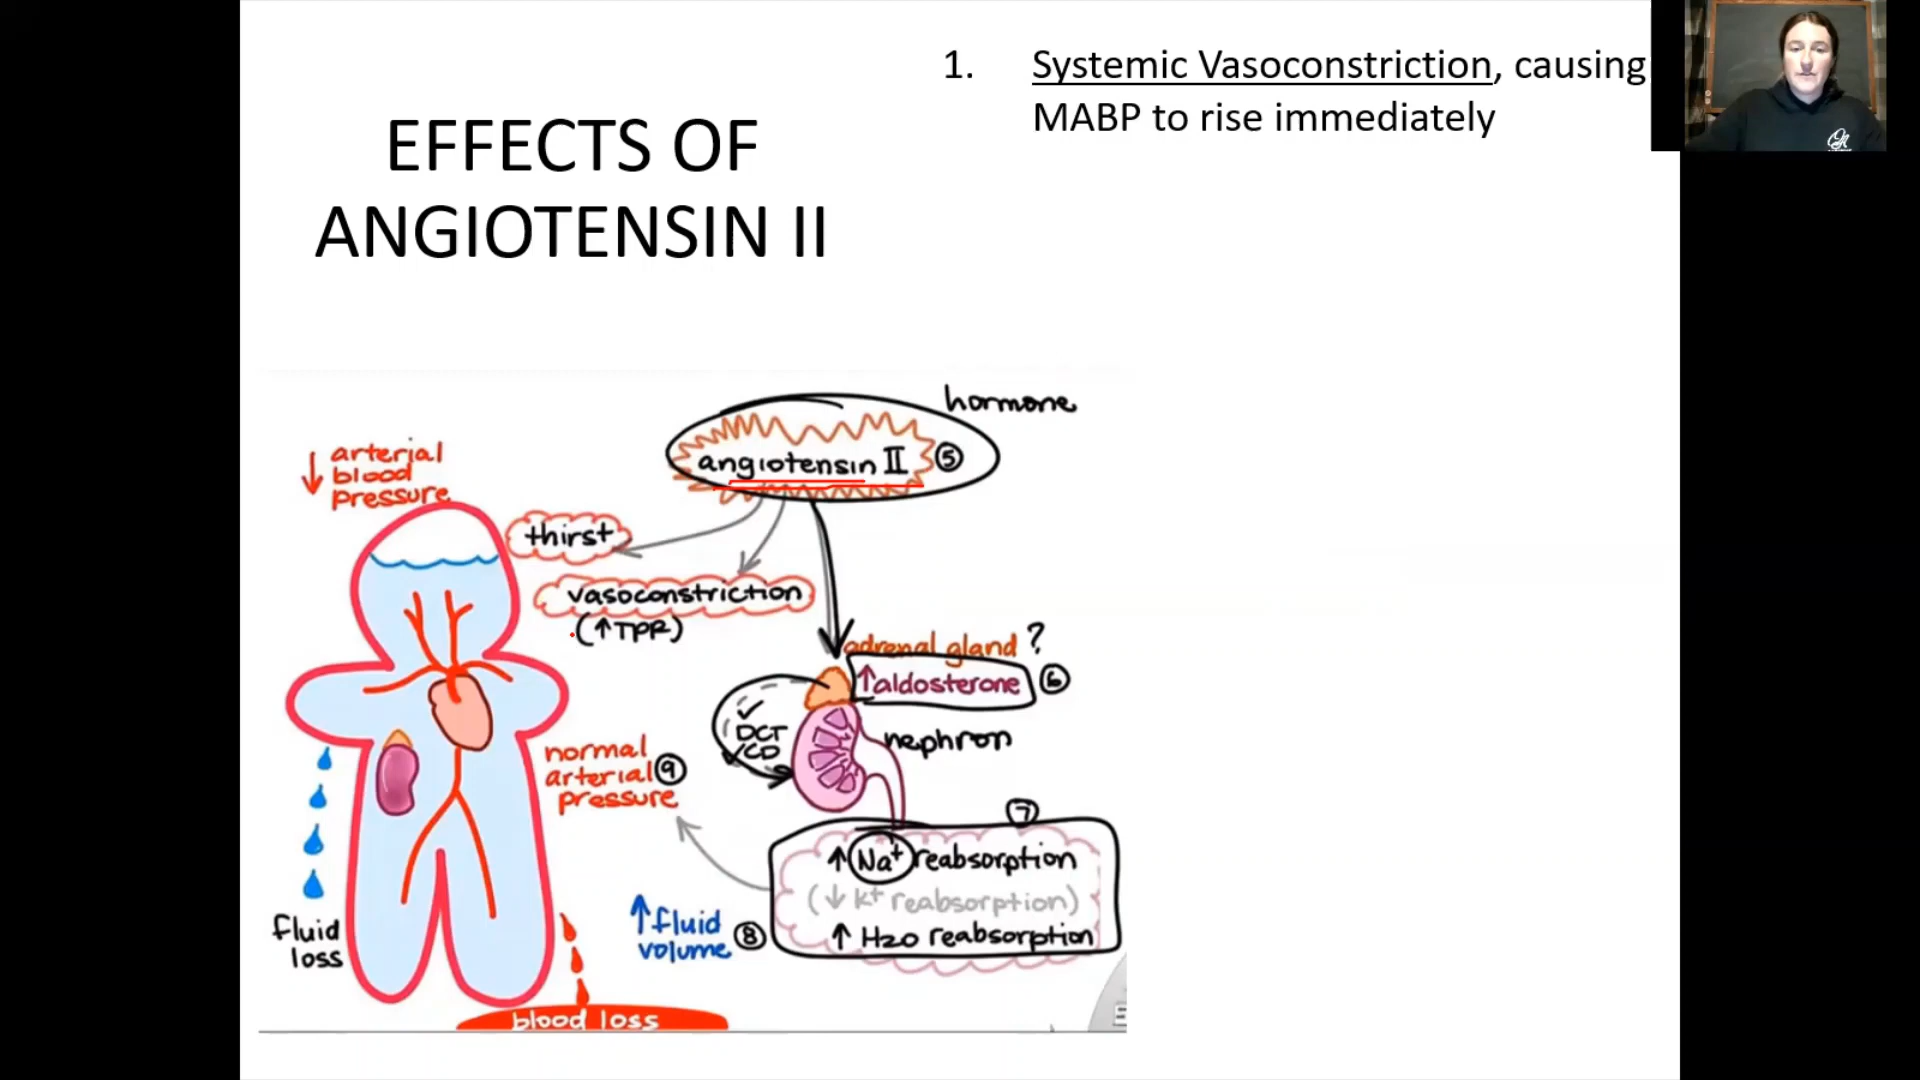 EFFECTS OF
ANGIOTENSIN II
1. Systemic Vasoconstriction, causing
MABP to rise immediately
hormone
angiotensin II ⑤
↓ arterial
blood
pressure
thirst
vasoconstriction
(↑TPR)
adrenal gland ?
↑aldosterone ⑥
✓
DCT
/CD
nephron
normal
arterial ⑨
pressure
⑦
↑ Na+ reabsorption
(↓ K+ reabsorption)
↑ H2O reabsorption
↑fluid
volume ⑧
fluid
loss
blood loss